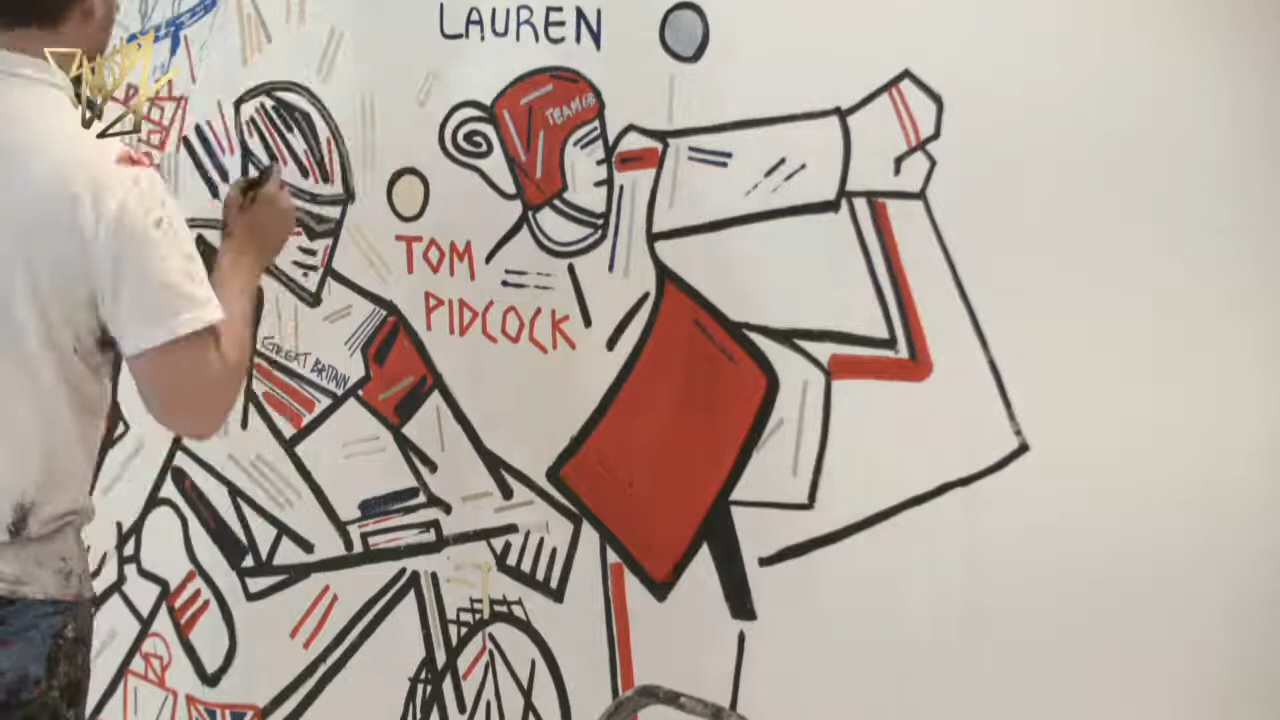 LAUREN
TEAM GB
TOM
PIDCOCK
GREAT BRITAIN